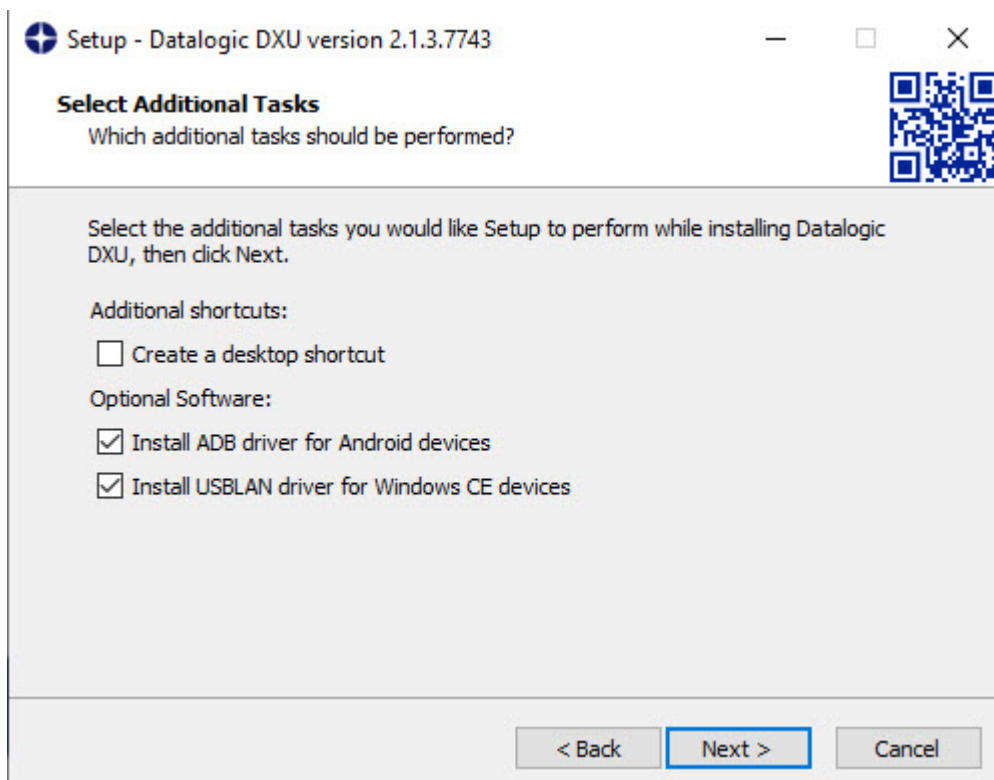 Setup - Datalogic DXU version 2.1.3.7743
Select Additional Tasks
Which additional tasks should be performed?
Select the additional tasks you would like Setup to perform while installing Datalogic
DXU, then click Next.
Additional shortcuts:
Create a desktop shortcut
Optional Software:
Install ADB driver for Android devices
Install USBLAN driver for Windows CE devices
< Back Next > Cancel